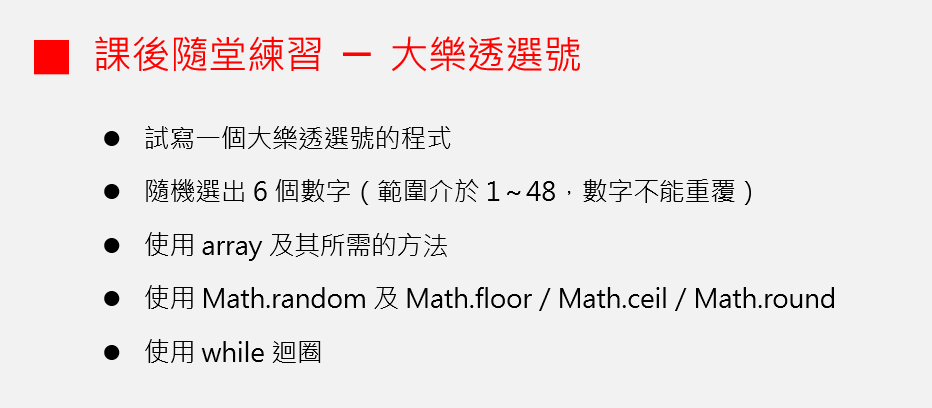 課後隨堂練習 － 大樂透選號
試寫一個大樂透選號的程式
隨機選出 6 個數字 ( 範圍介於 1～48，數字不能重覆 )
使用 array 及其所需的方法
使用 Math.random 及 Math.floor / Math.ceil / Math.round
使用 while 迴圈